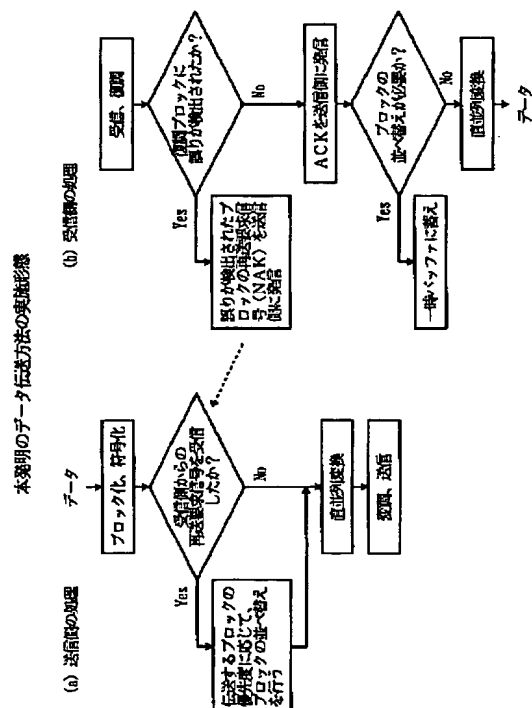 本発明のデータ伝送方法の実施形態
(a) 送信側の処理
データ
ブロック化、符号化
受信側からの
再送要求信号を受信
したか?
Yes
No
伝送するブロックの
優先度に応じて、
ブロックの並べ替え
を行う
直並列変換
変調、送信
(b) 受信側の処理
受信、復調
復調ブロックに
誤りが検出されたか?
Yes
No
誤りが検出されたブ
ロックの再送要求信
号(NAK)を送信
側に発信
ACKを送信側に発信
ブロックの
並べ替えが必要か?
Yes
No
一時バッファに替え
直並列変換
データ